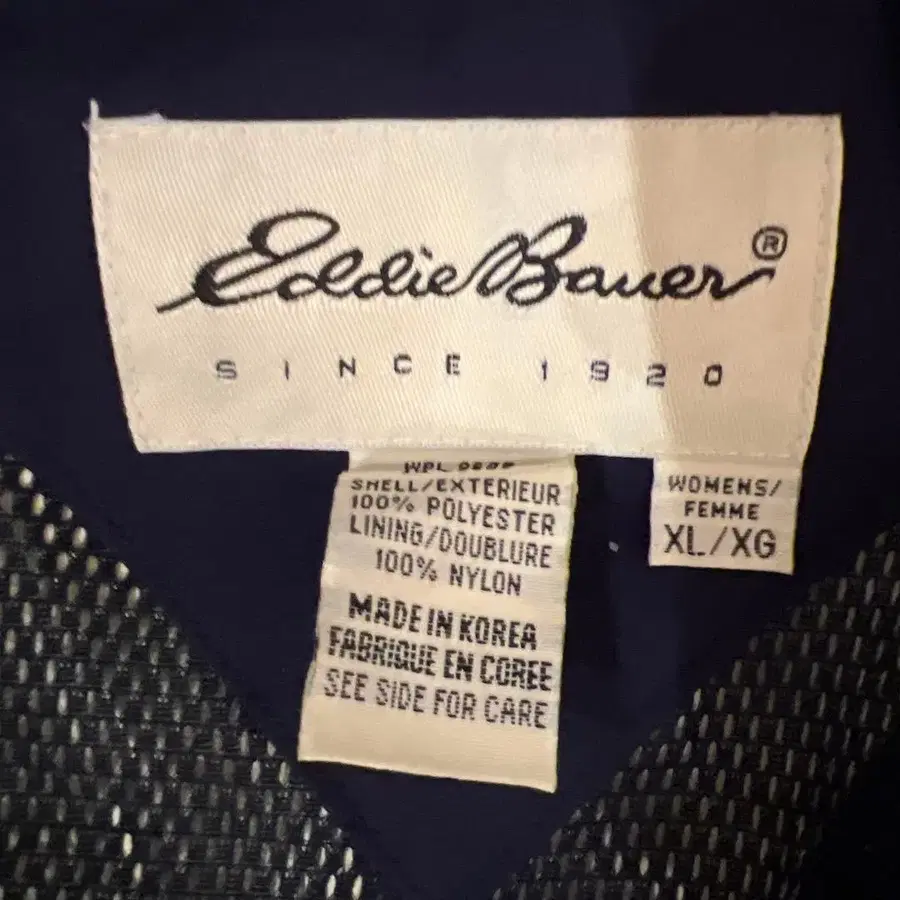 Eddie Bauer®
SINCE 1920
WPL
SHELL/EXTERIEUR
100% POLYESTER
LINING/DOUBLURE
100% NYLON
MADE IN KOREA
FABRIQUE EN COREE
SEE SIDE FOR CARE
WOMENS/
FEMME
XL/XG